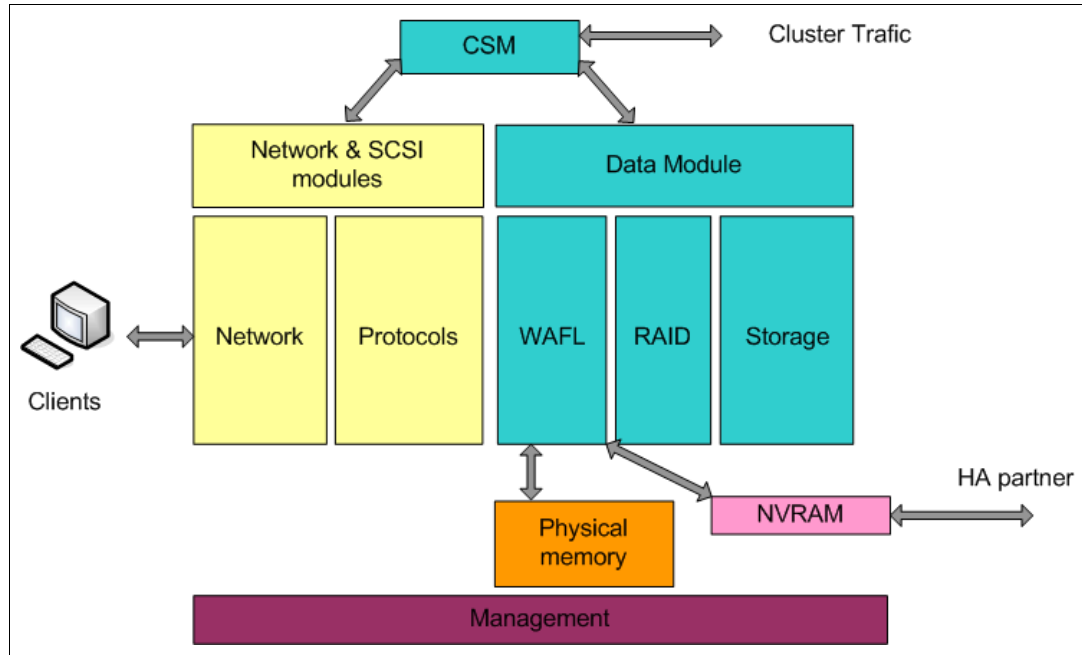 CSM
Cluster Trafic
Network & SCSI
modules
Data Module
Network
Protocols
WAFL
RAID
Storage
Clients
Physical
memory
NVRAM
HA partner
Management